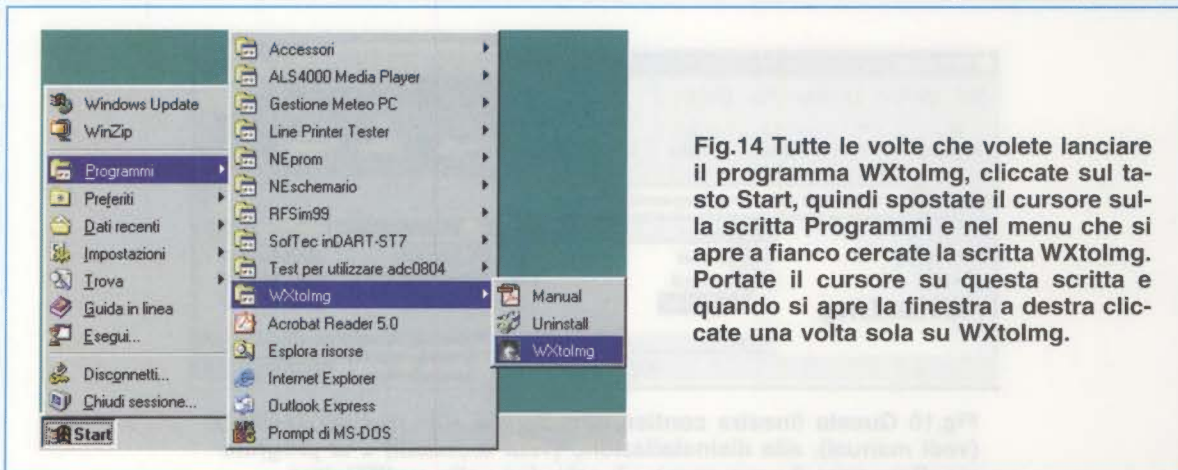 Windows Update
WinZip
Programmi
Preferiti
Dati recenti
Impostazioni
Trova
Guida in linea
Esegui...
Disconnetti...
Chiudi sessione...
Start
Accessori
ALS4000 Media Player
Gestione Meteo PC
Line Printer Tester
NEprom
NEschemario
RFSim99
SofTec inDART-ST7
Test per utilizzare adc0804
WXtoImg
Acrobat Reader 5.0
Esplora risorse
Internet Explorer
Outlook Express
Prompt di MS-DOS
Manual
Uninstall
WXtoImg
Fig.14 Tutte le volte che volete lanciare
il programma WXtoImg, cliccate sul ta-
sto Start, quindi spostate il cursore sul-
la scritta Programmi e nel menu che si
apre a fianco cercate la scritta WXtoImg.
Portate il cursore su questa scritta e
quando si apre la finestra a destra clic-
cate una volta sola su WXtoImg.